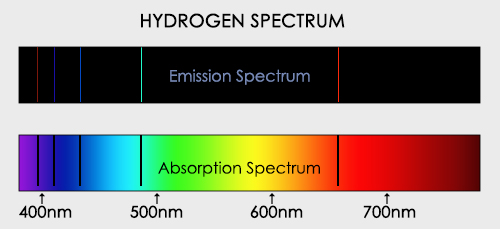 HYDROGEN SPECTRUM
Emission Spectrum
Absorption Spectrum
400nm 500nm 600nm 700nm